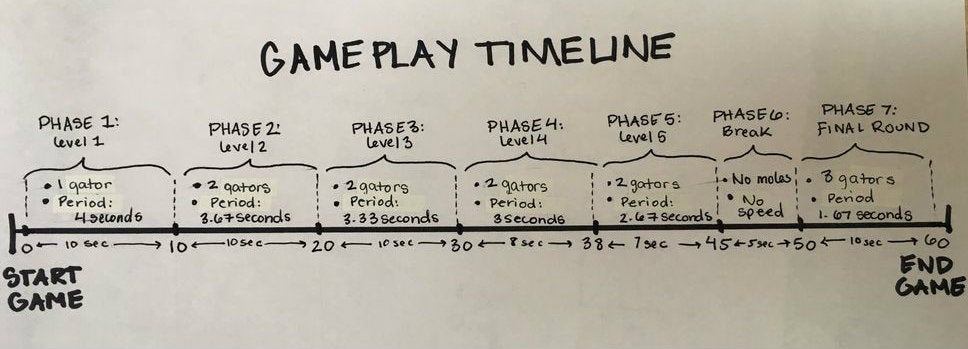 GAMEPLAY TIMELINE
PHASE 1:
Level 1
• 1 gator
• Period:
4 seconds
PHASE 2:
Level 2
• 2 gators
• Period:
3.67 seconds
PHASE 3:
Level 3
• 2 gators
• Period:
3.33 seconds
PHASE 4:
Level 4
• 2 gators
• Period:
3 seconds
PHASE 5:
Level 5
• 2 gators
• Period:
2.67 seconds
PHASE 6:
Break
• No moles
• No
speed
PHASE 7:
FINAL ROUND
• 3 gators
• Period
1.67 seconds
0 ← 10 sec → 10 ← 10 sec → 20 ← 10 sec → 30 ← 8 sec → 38 ← 7 sec → 45 ← 5 sec → 50 ← 10 sec → 60
START
GAME
END
GAME